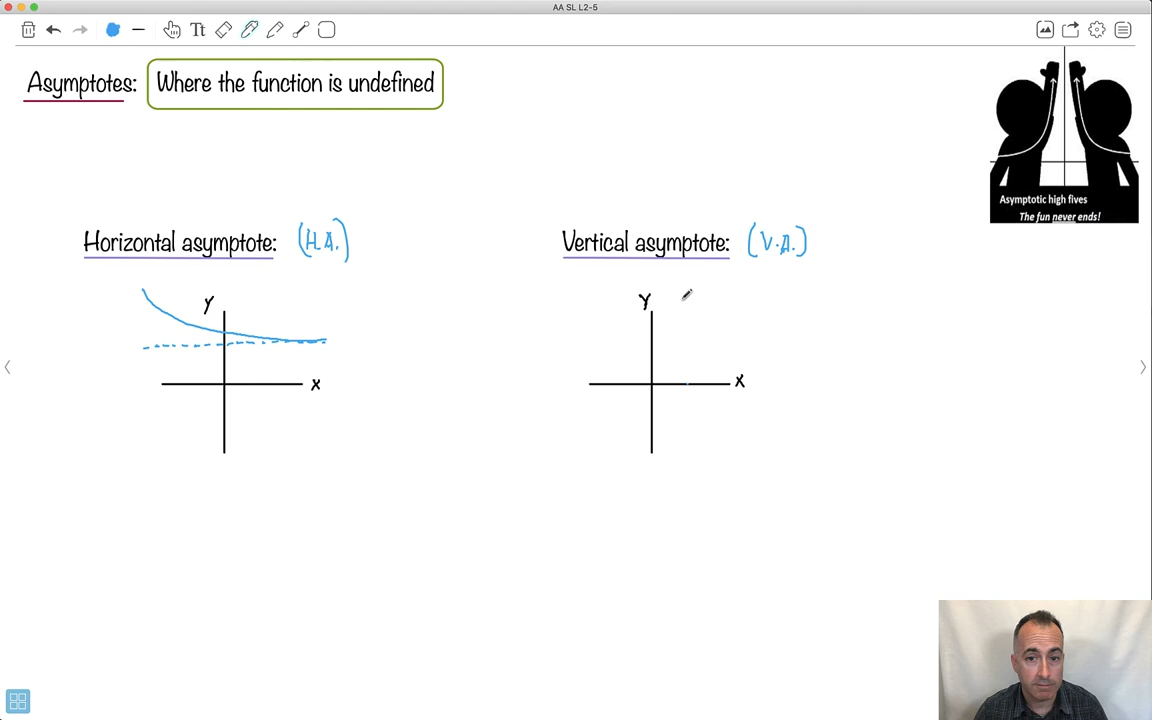 AA SL L2-5
Tt
Asymptotes: Where the function is undefined
Asymptotic high fives
The fun never ends!
Horizontal asymptote: (H.A.)
Vertical asymptote: (V.A.)
Y
X
Y
X